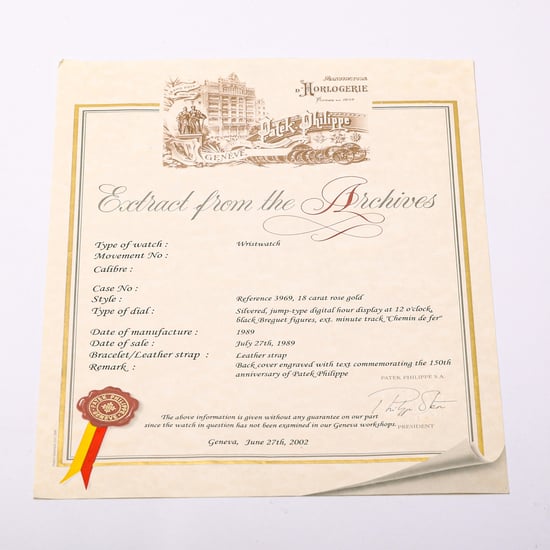 Manufacture
D'HORLOGERIE
Patek Philippe
GENÈVE
Extract from the Archives
Type of watch : Wristwatch
Movement No :
Calibre :
Case No :
Style : Reference 3969, 18 carat rose gold
Type of dial : Silvered, jump-type digital hour display at 12 o'clock,
black Breguet figures, ext. minute track "Chemin de fer"
Date of manufacture : 1989
Date of sale : July 27th, 1989
Bracelet/Leather strap : Leather strap
Remark : Back cover engraved with text commemorating the 150th
anniversary of Patek Philippe
PATEK PHILIPPE S.A.
The above information is given without any guarantee on our part
since the watch in question has not been examined in our Geneva workshops.
PRESIDENT
Geneva, June 27th, 2002
PATEK PHILIPPE
GENEVE